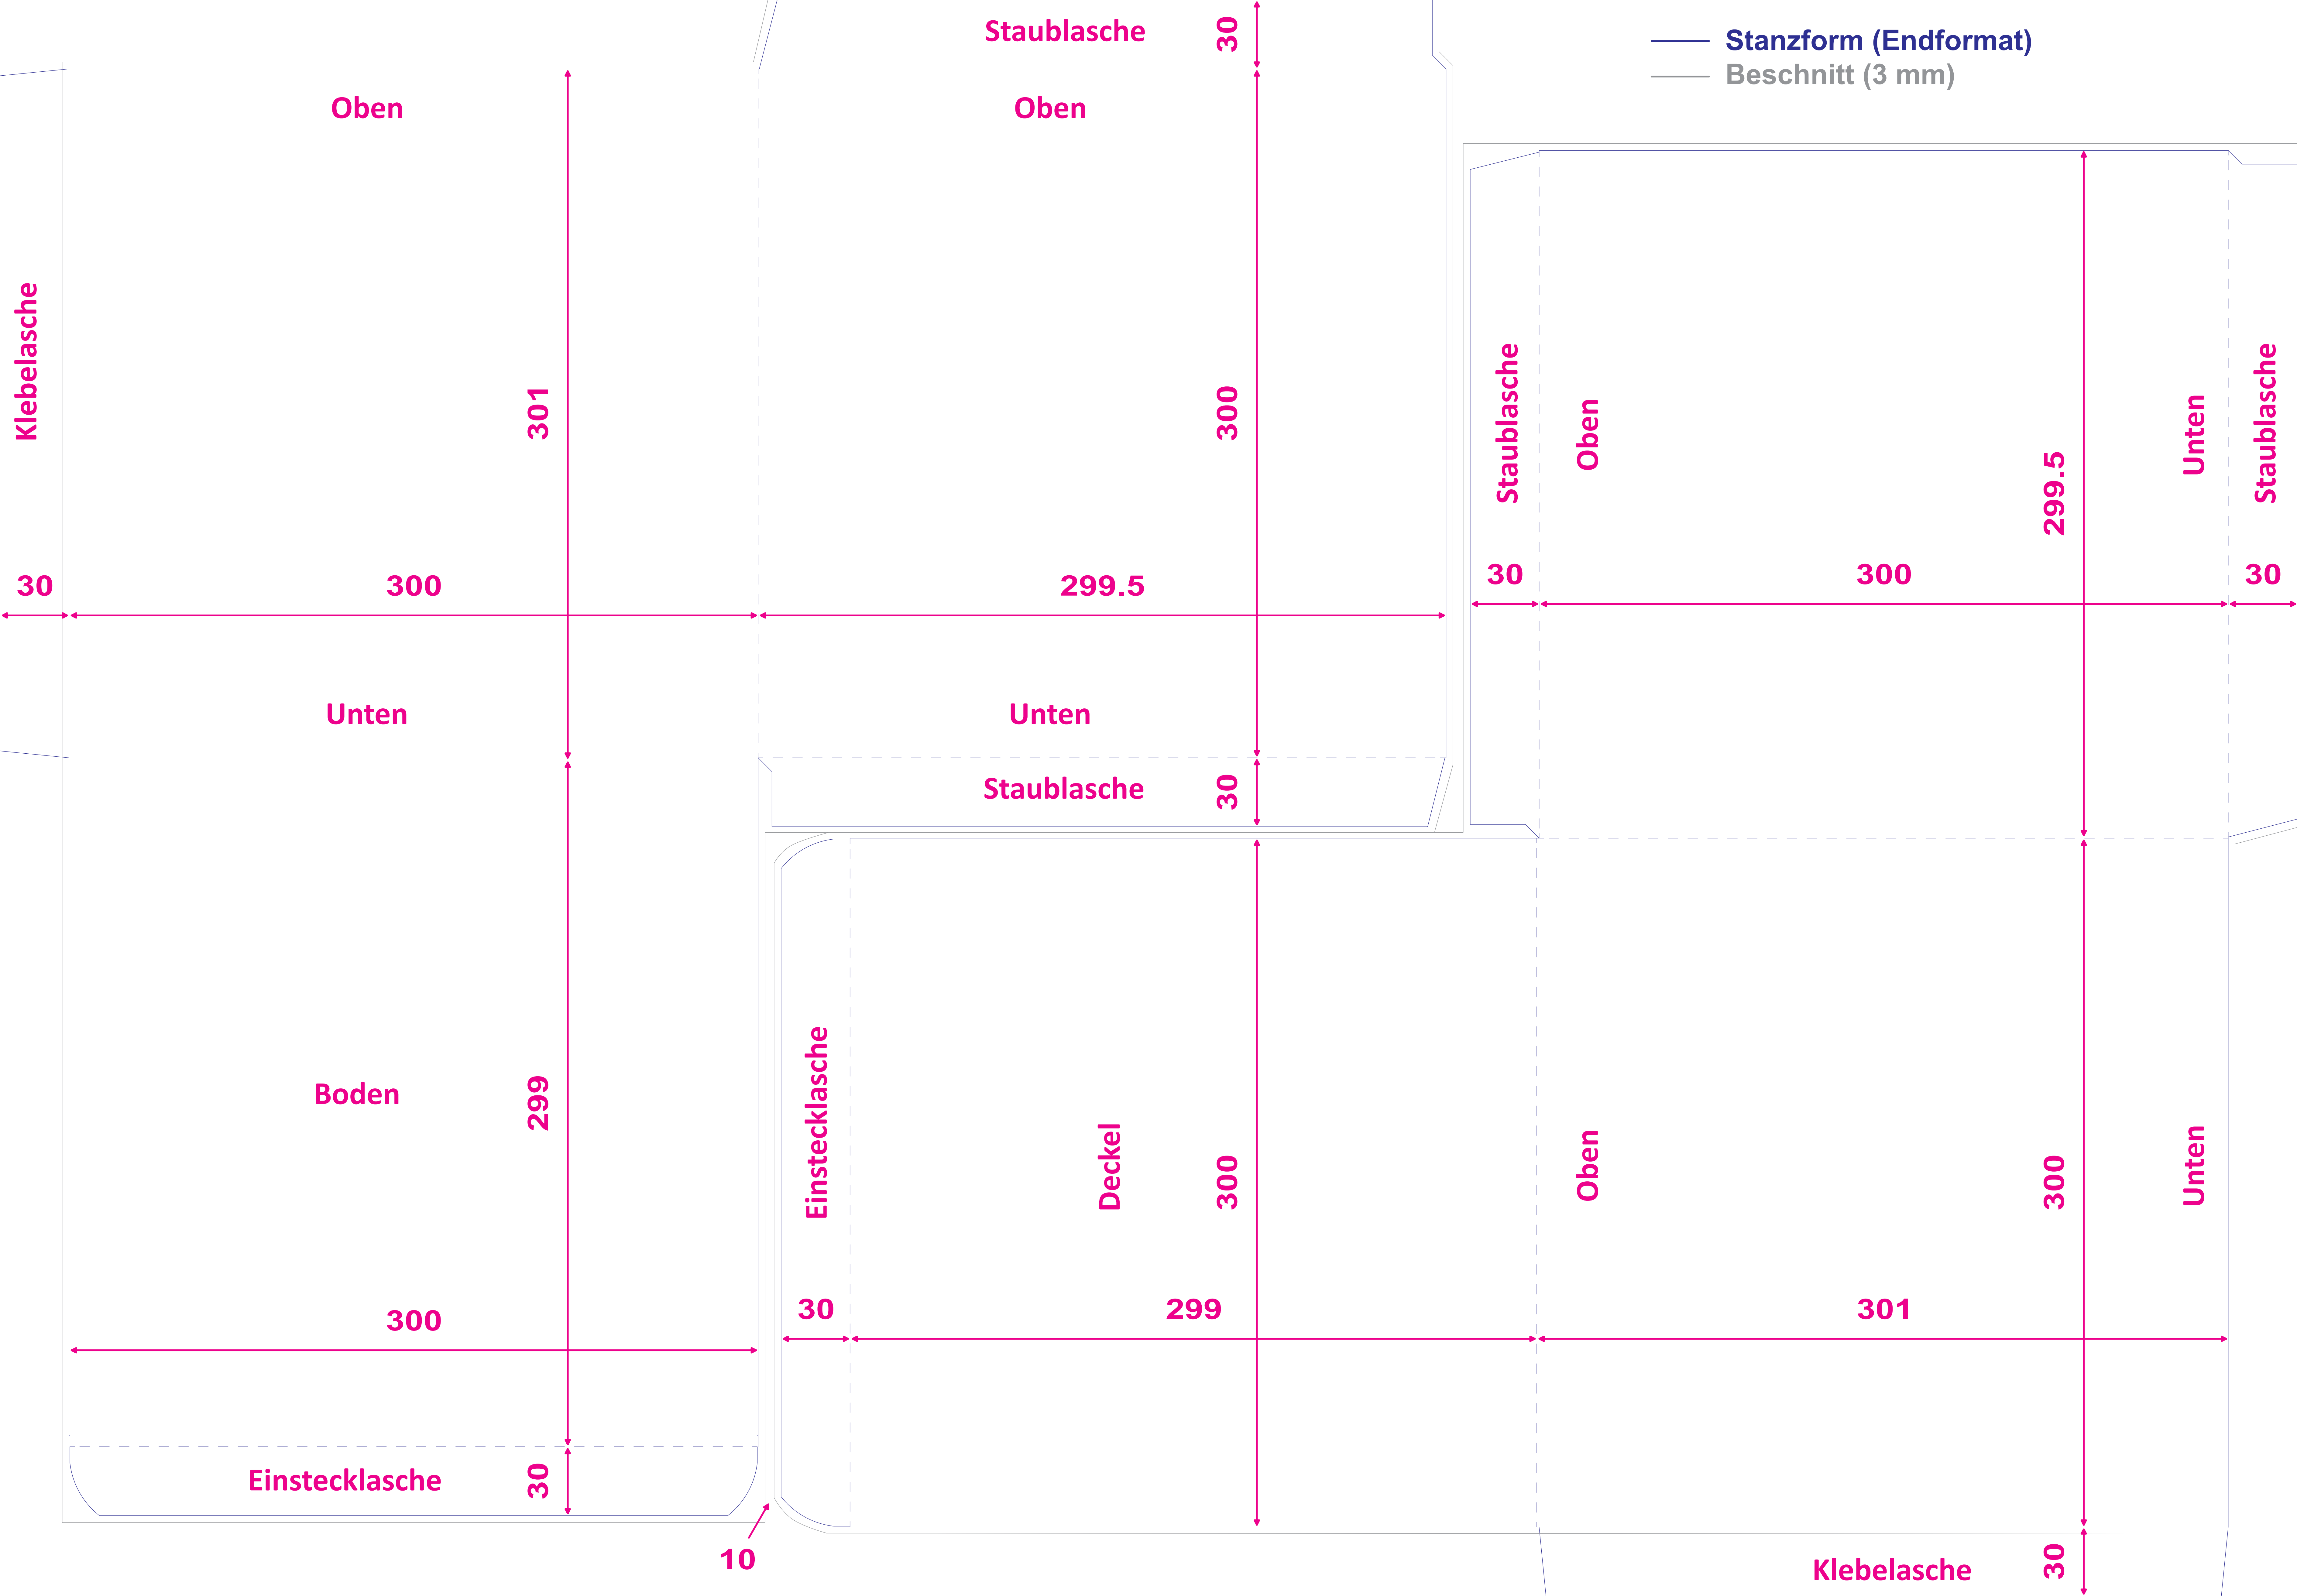 Staublasche
30
Stanzform (Endformat)
Beschnitt (3 mm)
Oben
Oben
Klebelasche
301
300
Staublasche
Oben
299.5
Unten
Staublasche
30
300
299.5
30
300
30
Unten
Unten
Staublasche
30
Boden
299
Einstecklasche
Deckel
300
Oben
300
Unten
300
30
299
301
Einstecklasche
30
10
Klebelasche
30